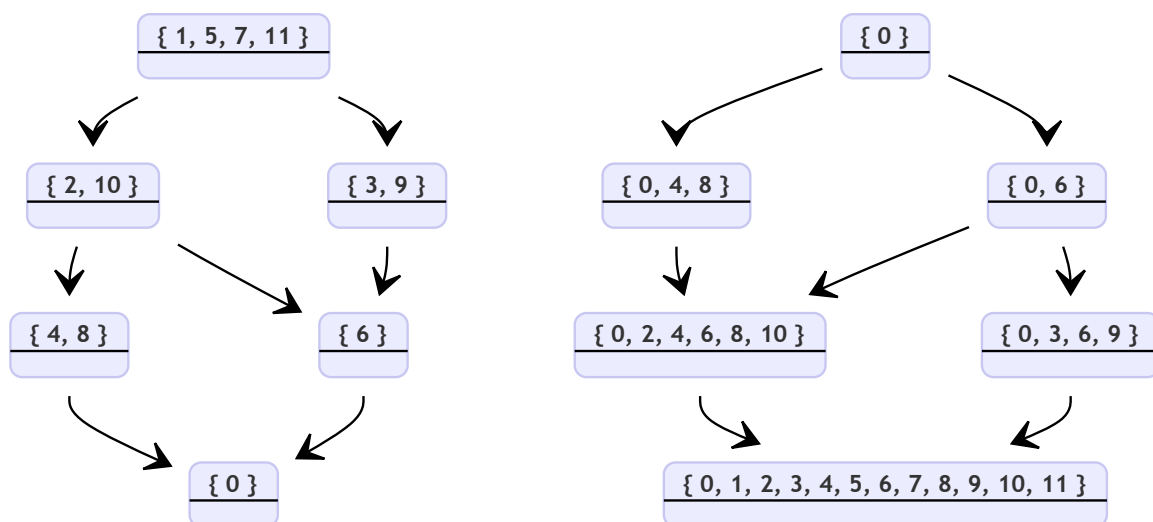 { 1, 5, 7, 11 }
{ 2, 10 }
{ 3, 9 }
{ 4, 8 }
{ 6 }
{ 0 }
{ 0 }
{ 0, 4, 8 }
{ 0, 6 }
{ 0, 2, 4, 6, 8, 10 }
{ 0, 3, 6, 9 }
{ 0, 1, 2, 3, 4, 5, 6, 7, 8, 9, 10, 11 }